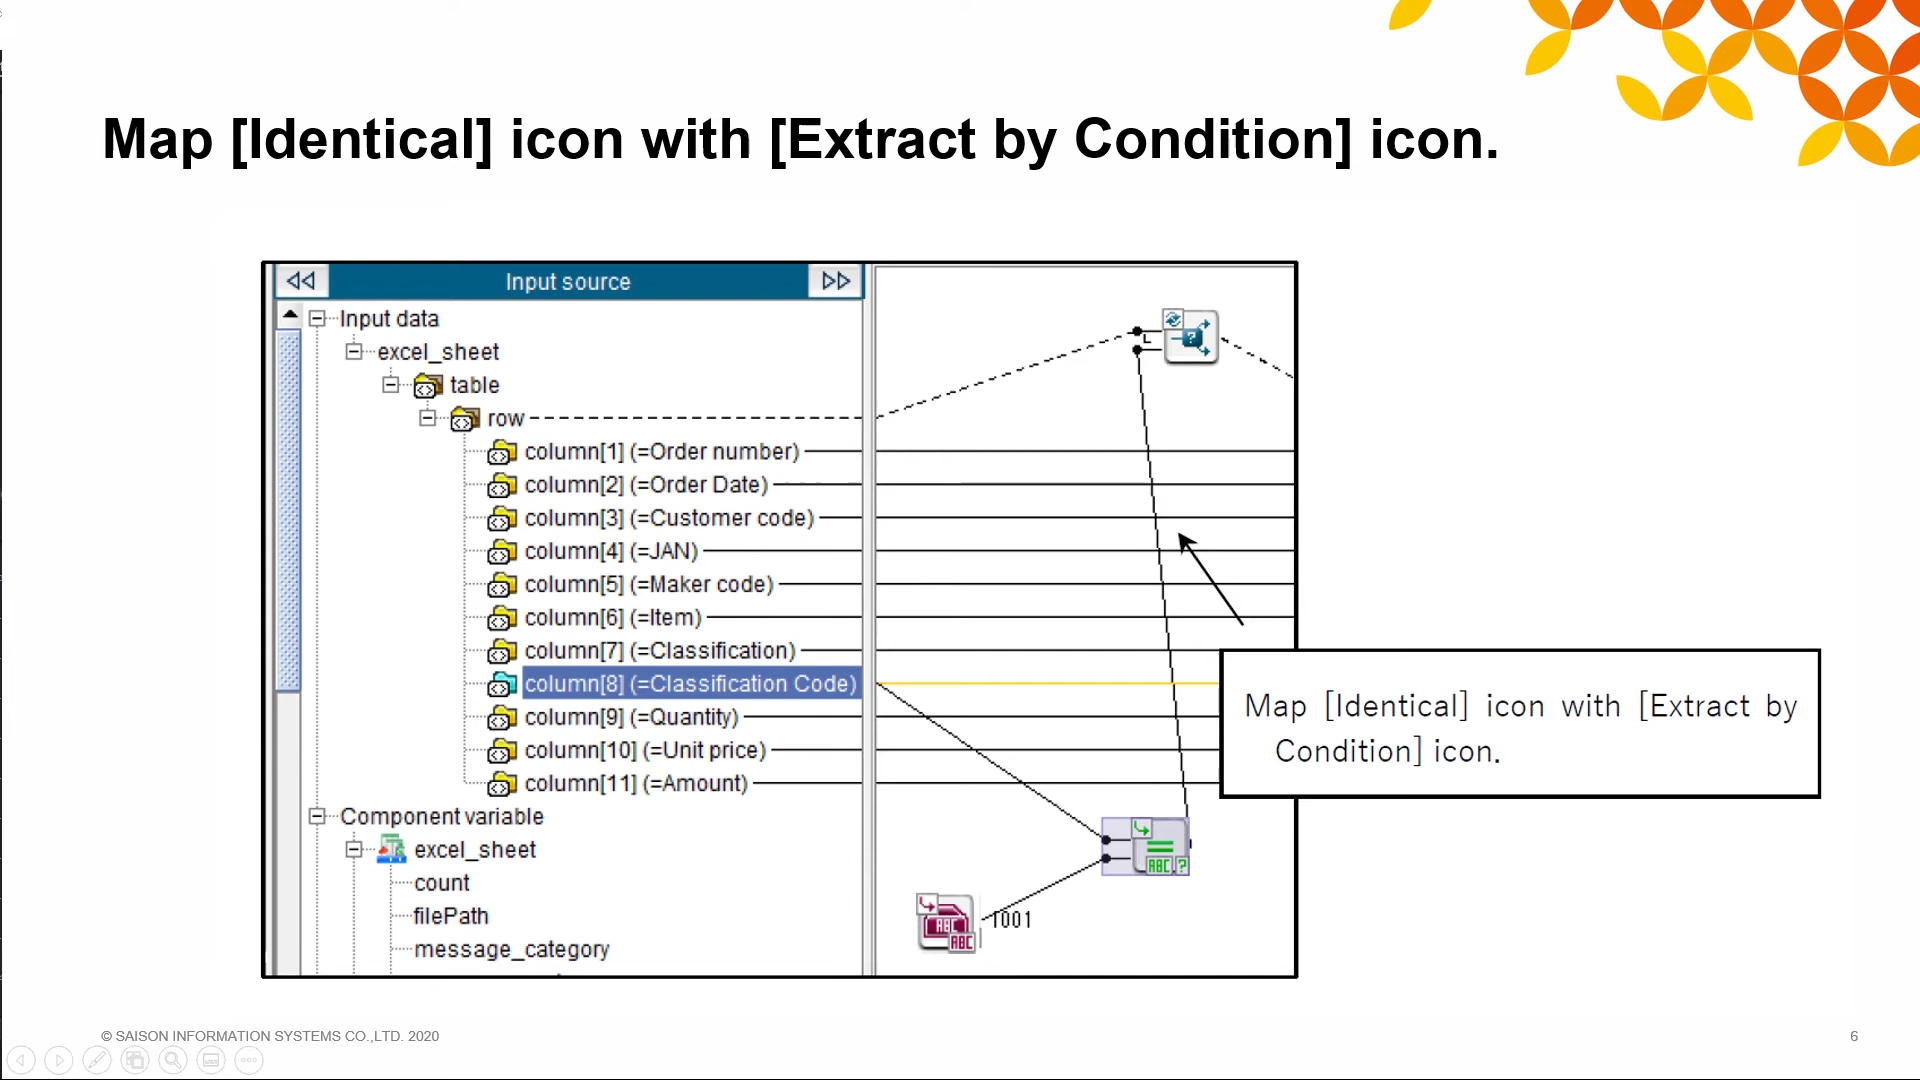 Map [Identical] icon with [Extract by Condition] icon.
Input source
Input data
excel_sheet
table
row
column[1] (=Order number)
column[2] (=Order Date)
column[3] (=Customer code)
column[4] (=JAN)
column[5] (=Maker code)
column[6] (=Item)
column[7] (=Classification)
column[8] (=Classification Code)
column[9] (=Quantity)
column[10] (=Unit price)
column[11] (=Amount)
Component variable
excel_sheet
count
filePath
message_category
L
ABC ?
ABC
ABC
1001
Map [Identical] icon with [Extract by
Condition] icon.
© SAISON INFORMATION SYSTEMS CO.,LTD. 2020
6